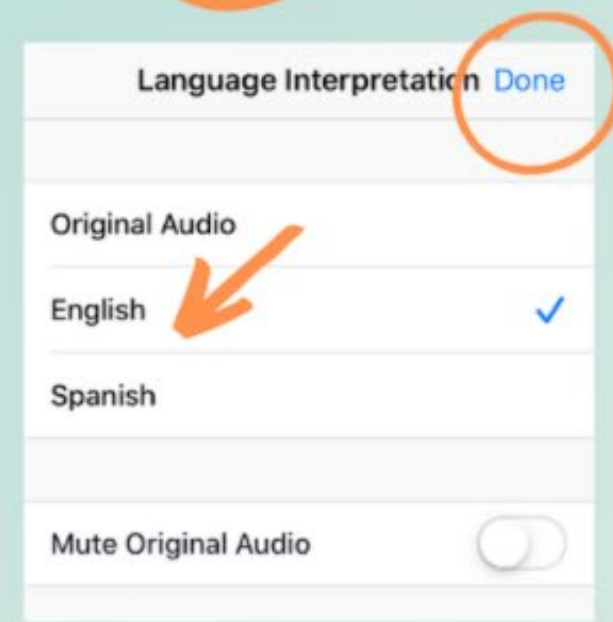 Language Interpretation Done
Original Audio
English
Spanish
Mute Original Audio